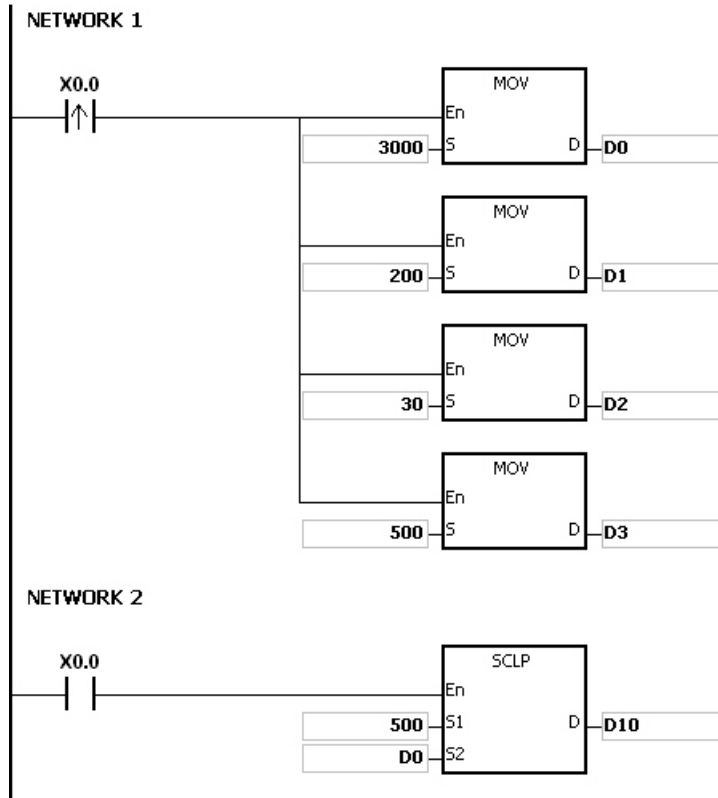 NETWORK 1
X0.0
MOV
En
3000 S D D0
MOV
En
200 S D D1
MOV
En
30 S D D2
MOV
En
500 S D D3
NETWORK 2
X0.0
SCLP
En
500 S1 D D10
D0 S2